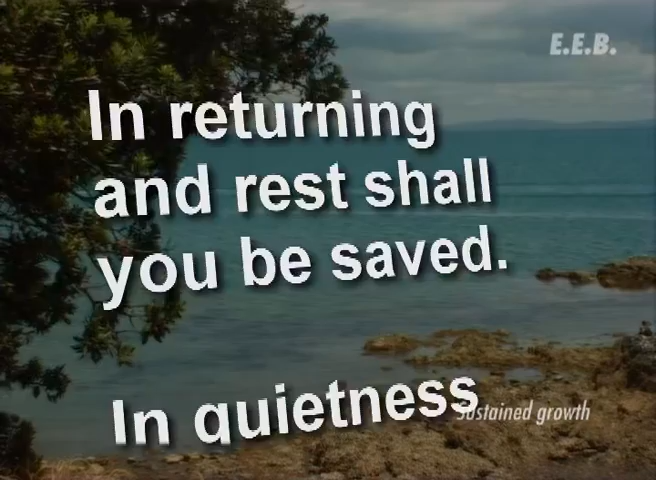 E.E.B.
In returning
and rest shall
you be saved.
In quietness
Sustained growth